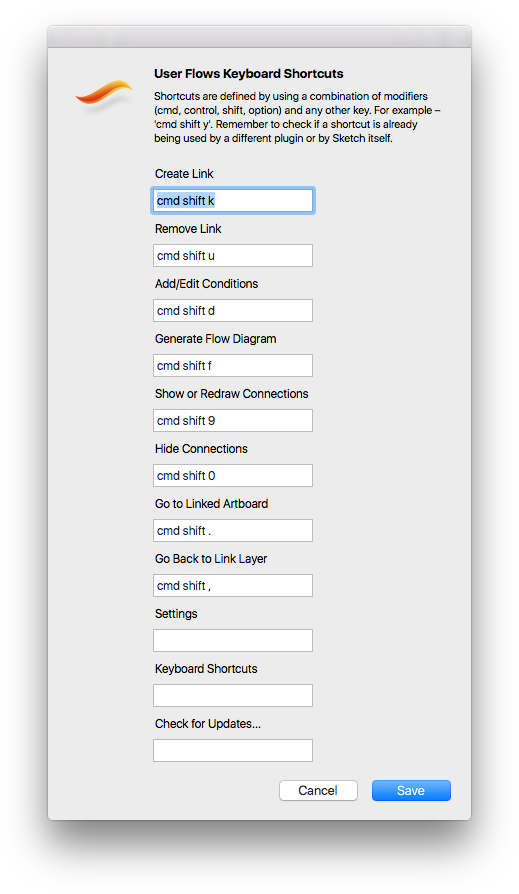 User Flows Keyboard Shortcuts
Shortcuts are defined by using a combination of modifiers
(cmd, control, shift, option) and any other key. For example –
'cmd shift y'. Remember to check if a shortcut is already
being used by a different plugin or by Sketch itself.
Create Link
cmd shift k
Remove Link
cmd shift u
Add/Edit Conditions
cmd shift d
Generate Flow Diagram
cmd shift f
Show or Redraw Connections
cmd shift 9
Hide Connections
cmd shift 0
Go to Linked Artboard
cmd shift .
Go Back to Link Layer
cmd shift ,
Settings
Keyboard Shortcuts
Check for Updates...
Cancel
Save